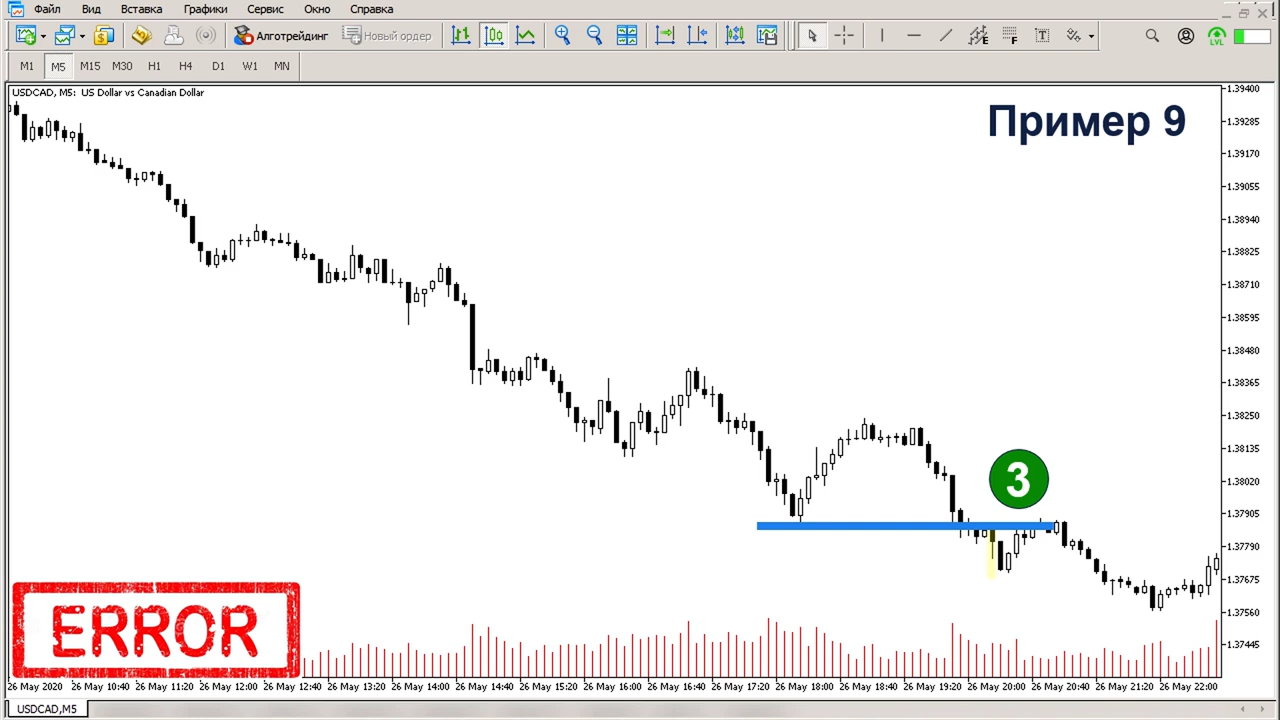 Файл Вид Вставка Графики Сервис Окно Справка
Алготрейдинг Новый ордер
LVL
M1 M5 M15 M30 H1 H4 D1 W1 MN
USDCAD, M5: US Dollar vs Canadian Dollar
Пример 9
1.39400
1.39285
1.39170
1.39055
1.38940
1.38825
1.38710
1.38595
1.38480
1.38365
1.38250
1.38135
1.38020
1.37905
1.37790
1.37675
1.37560
1.37445
3
ERROR
26 May 2020 26 May 10:40 26 May 11:20 26 May 12:00 26 May 12:40 26 May 13:20 26 May 14:00 26 May 14:40 26 May 15:20 26 May 16:00 26 May 16:40 26 May 17:20 26 May 18:00 26 May 18:40 26 May 19:20 26 May 20:00 26 May 20:40 26 May 21:20 26 May 22:00
USDCAD,M5